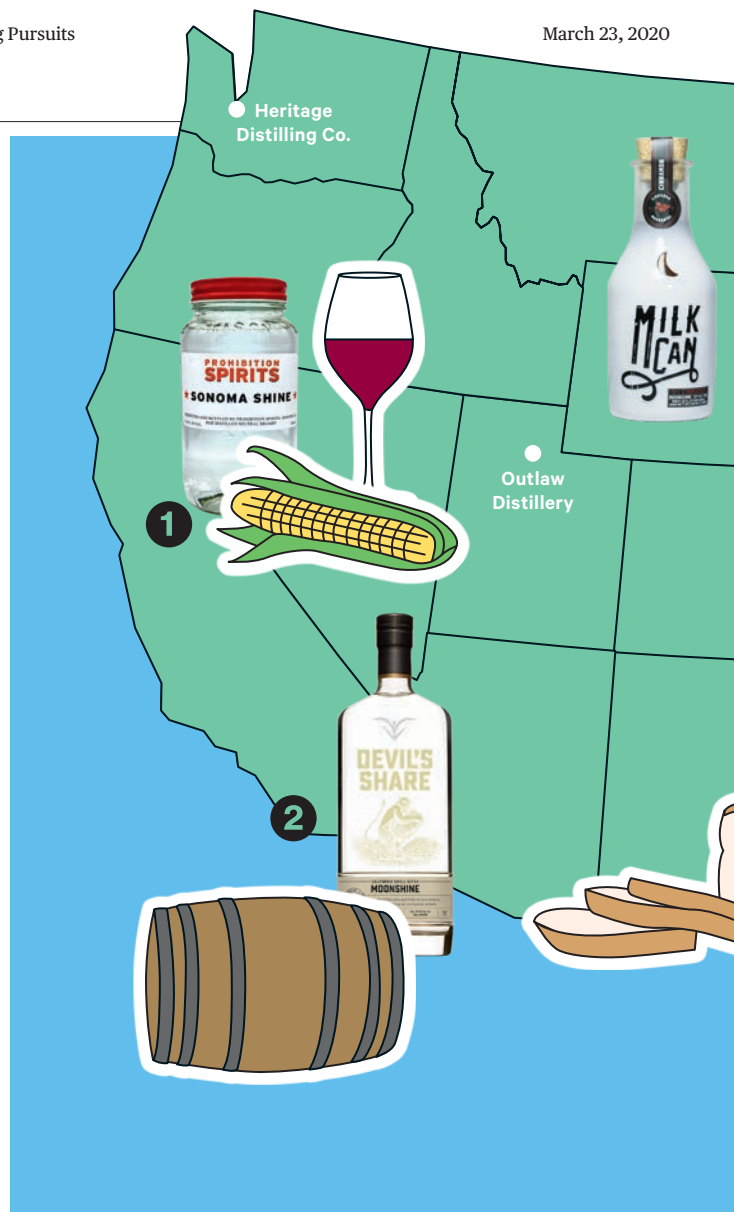 g Pursuits
March 23, 2020
Heritage
Distilling Co.
CINNAMON
MILK
CAN
PROHIBITION
SPIRITS
SONOMA SHINE
1
Outlaw
Distillery
DEVIL'S
SHARE
2
MOONSHINE